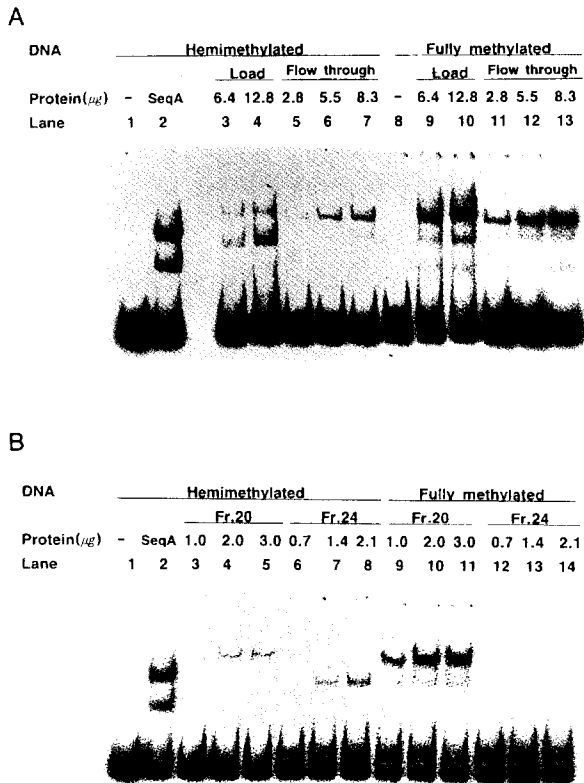 A
DNA Hemimethylated Fully methylated
Load Flow through Load Flow through
Protein(μg) - SeqA 6.4 12.8 2.8 5.5 8.3 - 6.4 12.8 2.8 5.5 8.3
Lane 1 2 3 4 5 6 7 8 9 10 11 12 13
B
DNA Hemimethylated Fully methylated
Fr.20 Fr.24 Fr.20 Fr.24
Protein(μg) - SeqA 1.0 2.0 3.0 0.7 1.4 2.1 1.0 2.0 3.0 0.7 1.4 2.1
Lane 1 2 3 4 5 6 7 8 9 10 11 12 13 14